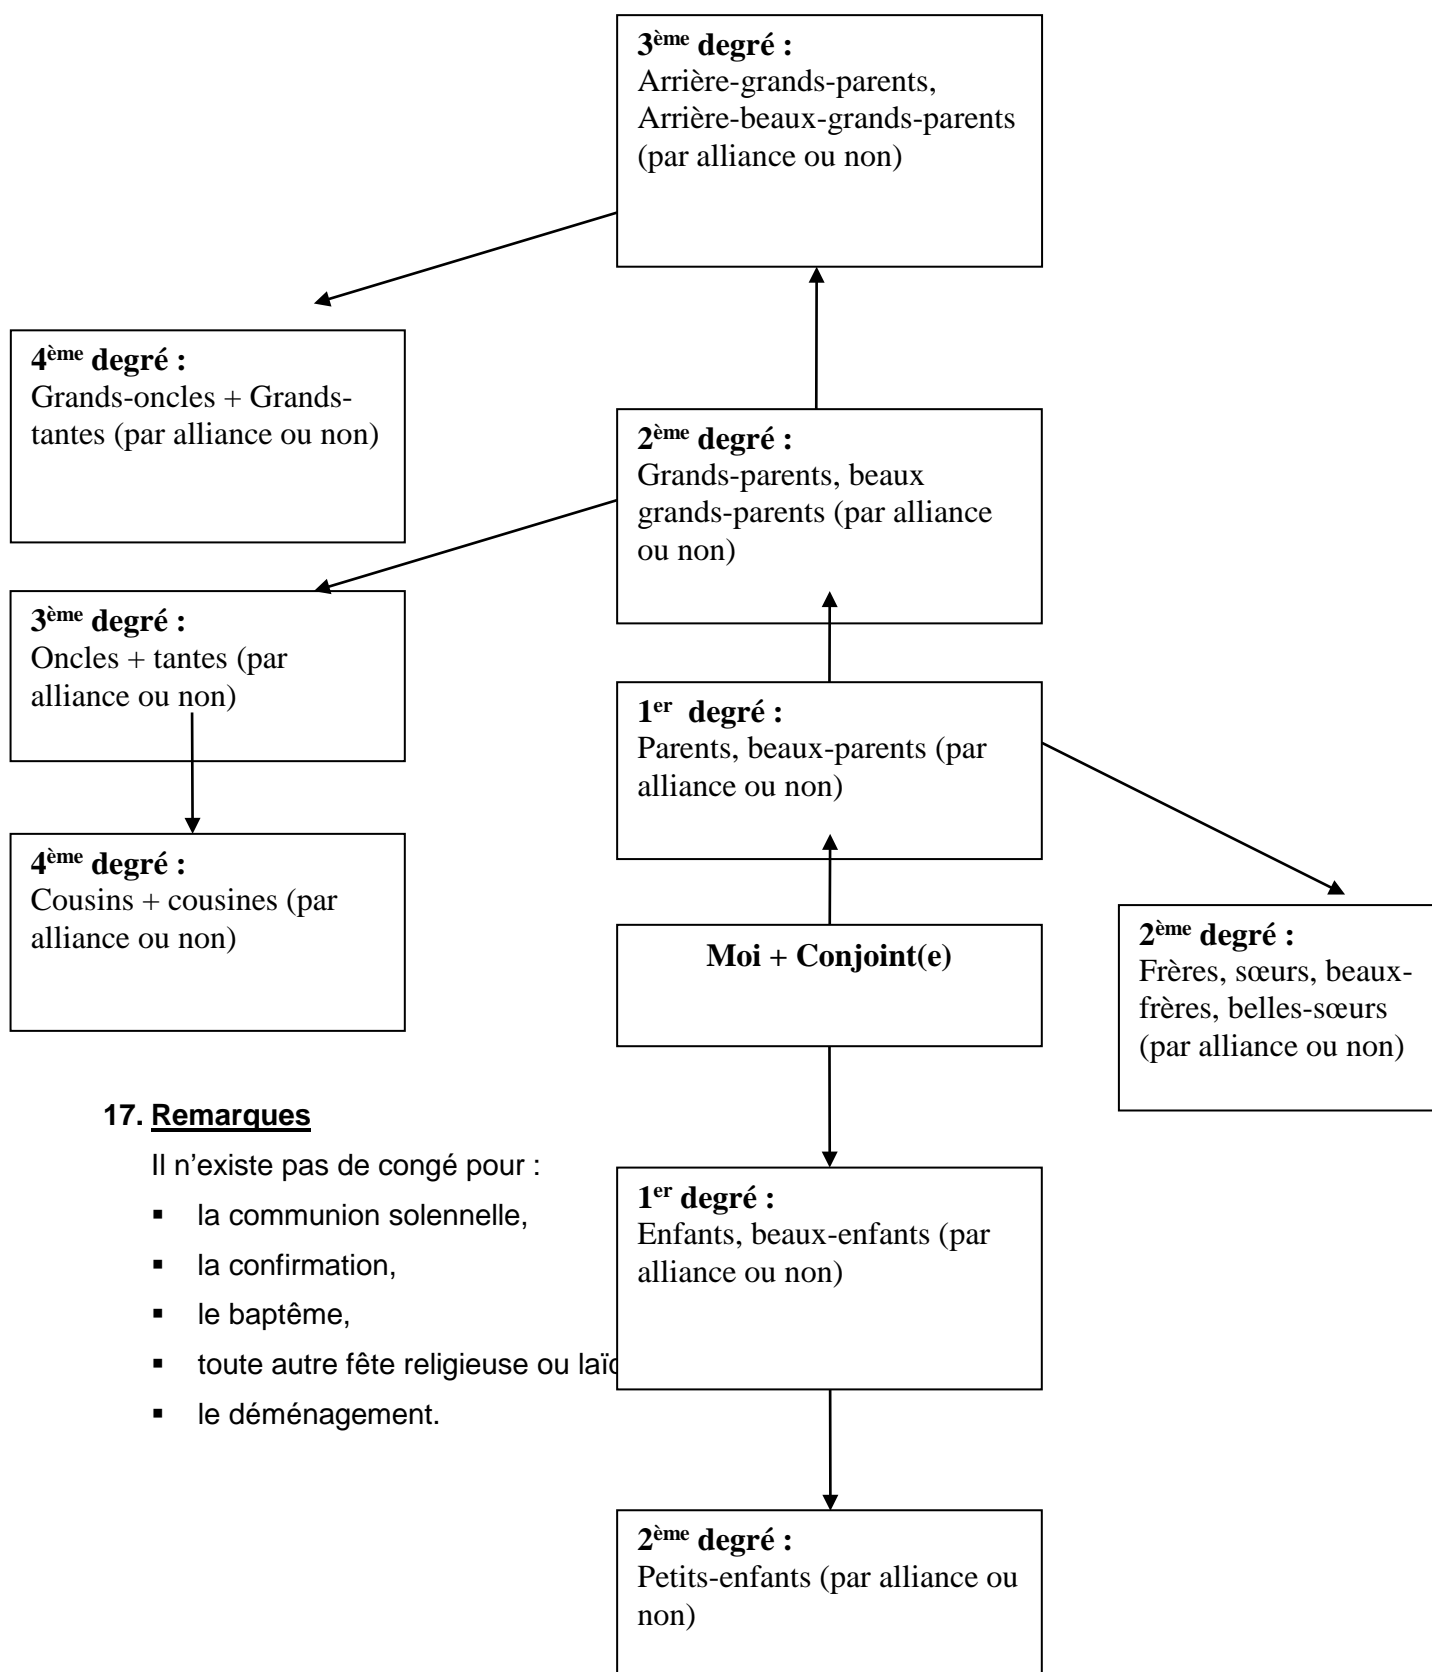 3ème degré :
Arrière-grands-parents,
Arrière-beaux-grands-parents
(par alliance ou non)
4ème degré :
Grands-oncles + Grands-
tantes (par alliance ou non)
2ème degré :
Grands-parents, beaux
grands-parents (par alliance
ou non)
3ème degré :
Oncles + tantes (par
alliance ou non)
1er degré :
Parents, beaux-parents (par
alliance ou non)
4ème degré :
Cousins + cousines (par
alliance ou non)
Moi + Conjoint(e)
2ème degré :
Frères, sœurs, beaux-
frères, belles-sœurs
(par alliance ou non)
17. Remarques
Il n’existe pas de congé pour :
▪ la communion solennelle,
▪ la confirmation,
▪ le baptême,
▪ toute autre fête religieuse ou
▪ le déménagement.
1er degré :
Enfants, beaux-enfants (par
alliance ou non)
2ème degré :
Petits-enfants (par alliance ou
non)